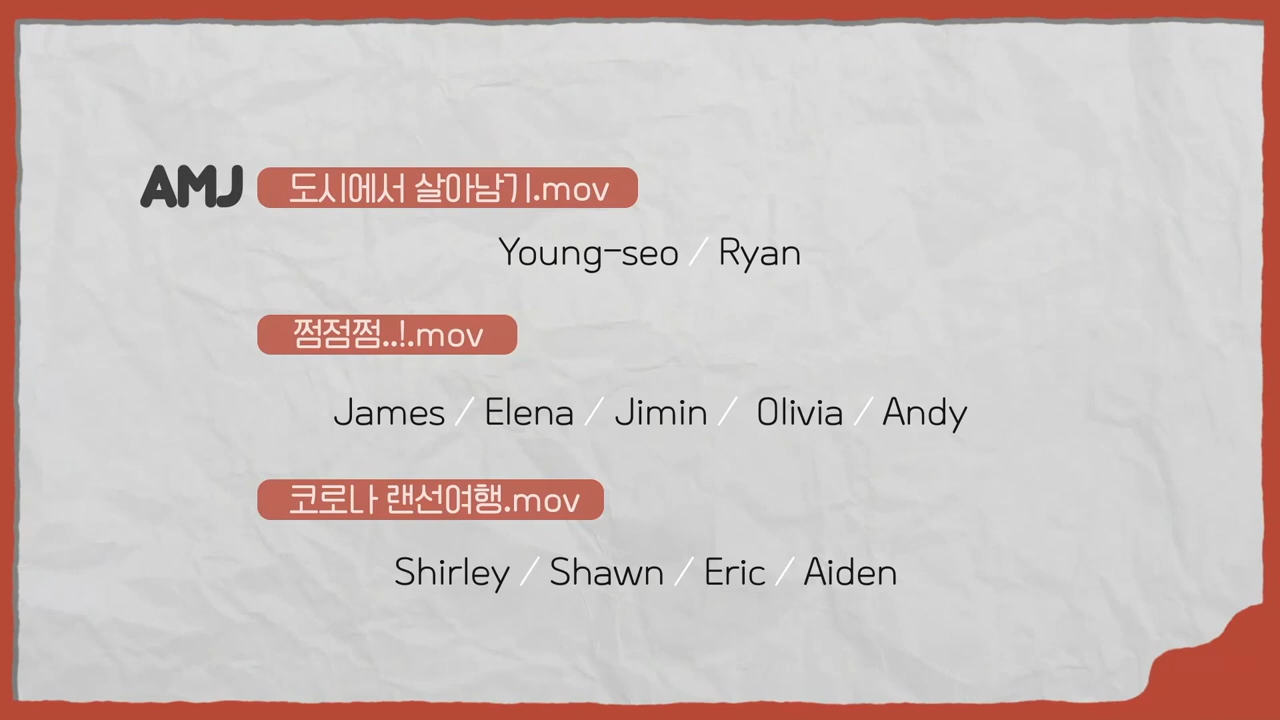 AMJ 도시에서 살아남기.mov
Young-seo / Ryan
쩜점쩜..!.mov
James / Elena / Jimin / Olivia / Andy
코로나 랜선여행.mov
Shirley / Shawn / Eric / Aiden